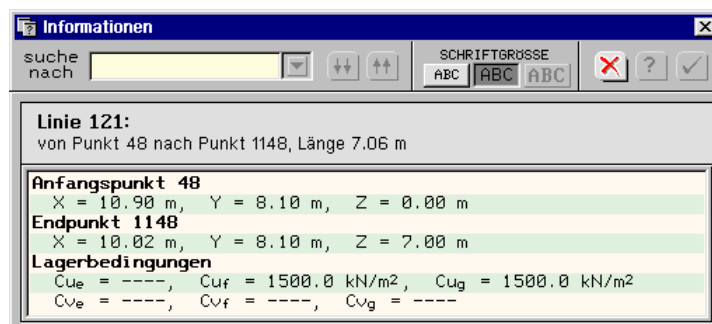 Informationen
suche
nach
SCHRIFTGRÖSSE
ABC ABC ABC
Linie 121:
von Punkt 48 nach Punkt 1148, Länge 7.06 m
Anfangspunkt 48
X = 10.90 m, Y = 8.10 m, Z = 0.00 m
Endpunkt 1148
X = 10.02 m, Y = 8.10 m, Z = 7.00 m
Lagerbedingungen
Cue = ----, Cuf = 1500.0 kN/m², Cug = 1500.0 kN/m²
Cve = ----, Cvf = ----, Cvg = ----